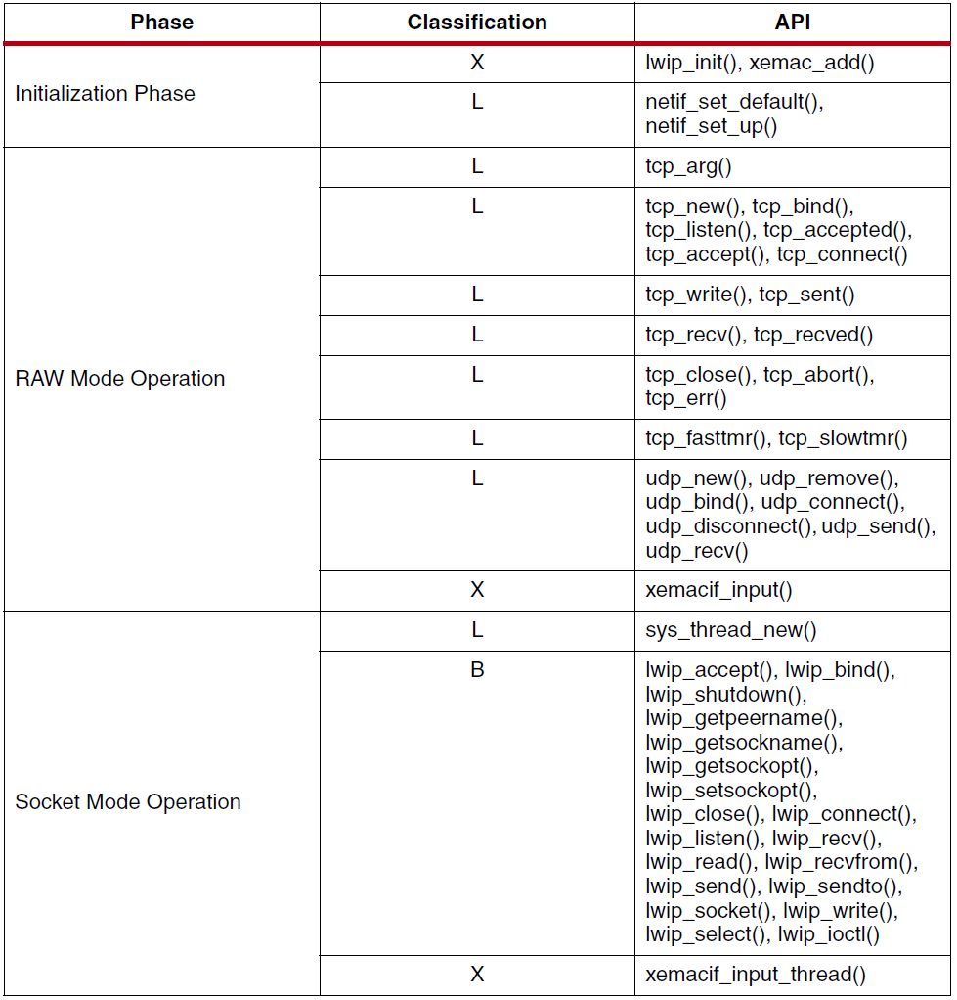 Phase Classification API
Initialization Phase
X lwip_init(), xemac_add()
L netif_set_default(),
netif_set_up()
RAW Mode Operation
L tcp_arg()
L tcp_new(), tcp_bind(),
tcp_listen(), tcp_accepted(),
tcp_accept(), tcp_connect()
L tcp_write(), tcp_sent()
L tcp_recv(), tcp_recved()
L tcp_close(), tcp_abort(),
tcp_err()
L tcp_fasttmr(), tcp_slowtmr()
L udp_new(), udp_remove(),
udp_bind(), udp_connect(),
udp_disconnect(), udp_send(),
udp_recv()
X xemacif_input()
Socket Mode Operation
L sys_thread_new()
B lwip_accept(), lwip_bind(),
lwip_shutdown(),
lwip_getpeername(),
lwip_getsockname(),
lwip_getsockopt(),
lwip_setsockopt(),
lwip_close(), lwip_connect(),
lwip_listen(), lwip_recv(),
lwip_read(), lwip_recvfrom(),
lwip_send(), lwip_sendto(),
lwip_socket(), lwip_write(),
lwip_select(), lwip_ioctl()
X xemacif_input_thread()